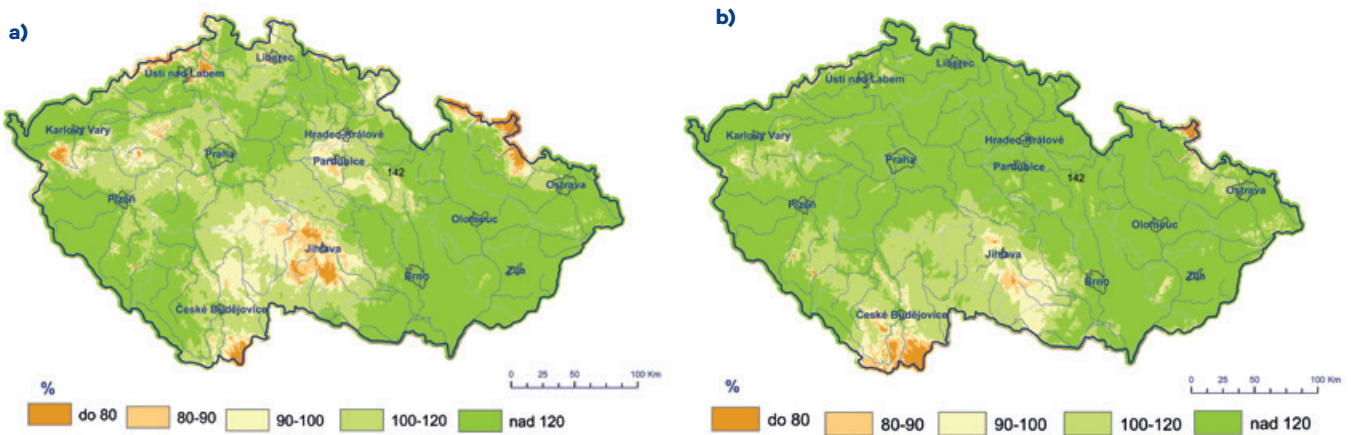 a)
Liberec
Ústí nad Labem
Karlovy Vary
Hradec Králové
Praha
Pardubice
142
Ostrava
Plzeň
Olomouc
Jihlava
Brno
Zlín
České Budějovice
%
0 25 50 100 Km
do 80 80-90 90-100 100-120 nad 120
b)
Liberec
Ústí nad Labem
Karlovy Vary
Hradec Králové
Praha
Pardubice
142
Ostrava
Plzeň
Olomouc
Jihlava
Brno
Zlín
České Budějovice
%
0 25 50 100 Km
do 80 80-90 90-100 100-120 nad 120